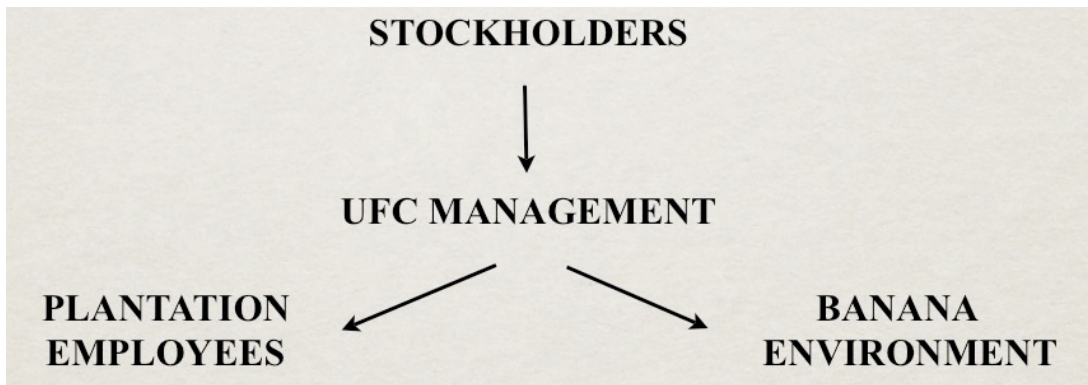 STOCKHOLDERS
UFC MANAGEMENT
PLANTATION
EMPLOYEES
BANANA
ENVIRONMENT